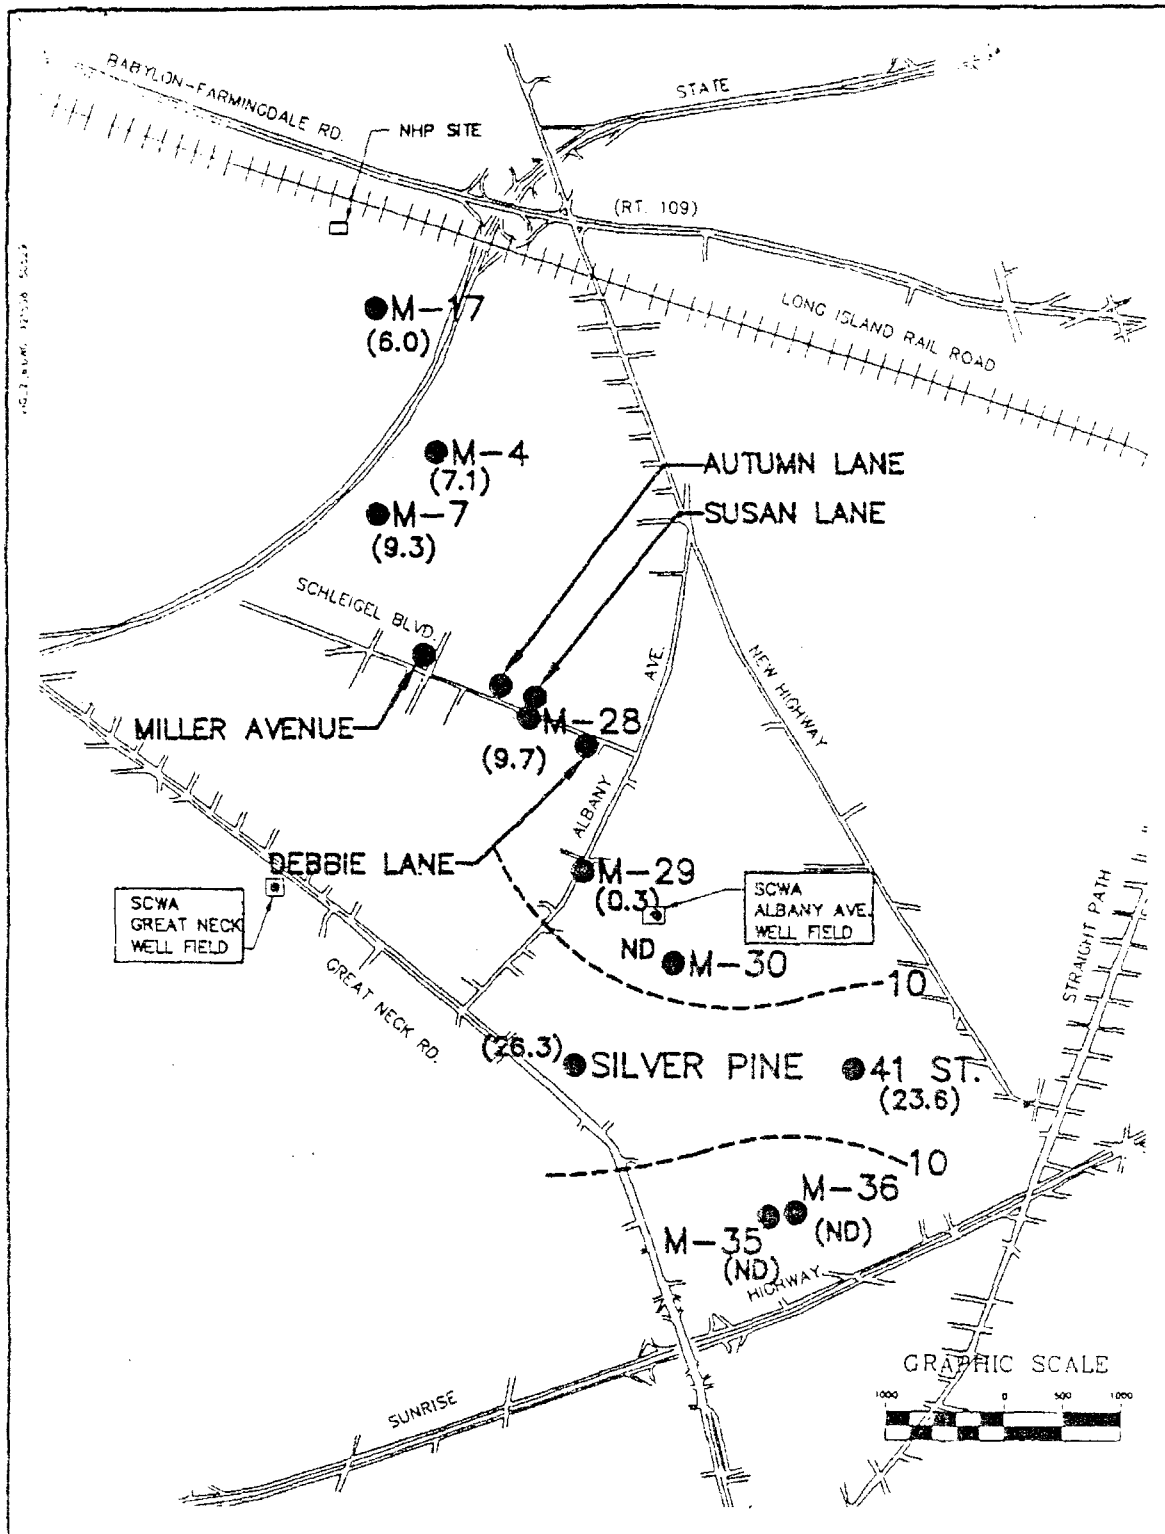 BABYLON-FARMINGDALE RD.
STATE
NHP SITE
(RT. 109)
LONG ISLAND RAIL ROAD
M-17
(6.0)
M-4
(7.1)
AUTUMN LANE
M-7
SUSAN LANE
(9.3)
SCHLEIGEL BLVD.
AVE.
NEW HIGHWAY
MILLER AVENUE
M-28
(9.7)
ALBANY
DEBBIE LANE
M-29
(0.3)
SCWA
GREAT NECK
WELL FIELD
SCWA
ALBANY AVE.
WELL FIELD
STRAIGHT PATH
ND
M-30
10
GREAT NECK RD.
(26.3)
SILVER PINE
41 ST.
(23.6)
10
M-36
(ND)
M-35
(ND)
HIGHWAY
SUNRISE
GRAPHIC SCALE
1000 0 500 1000